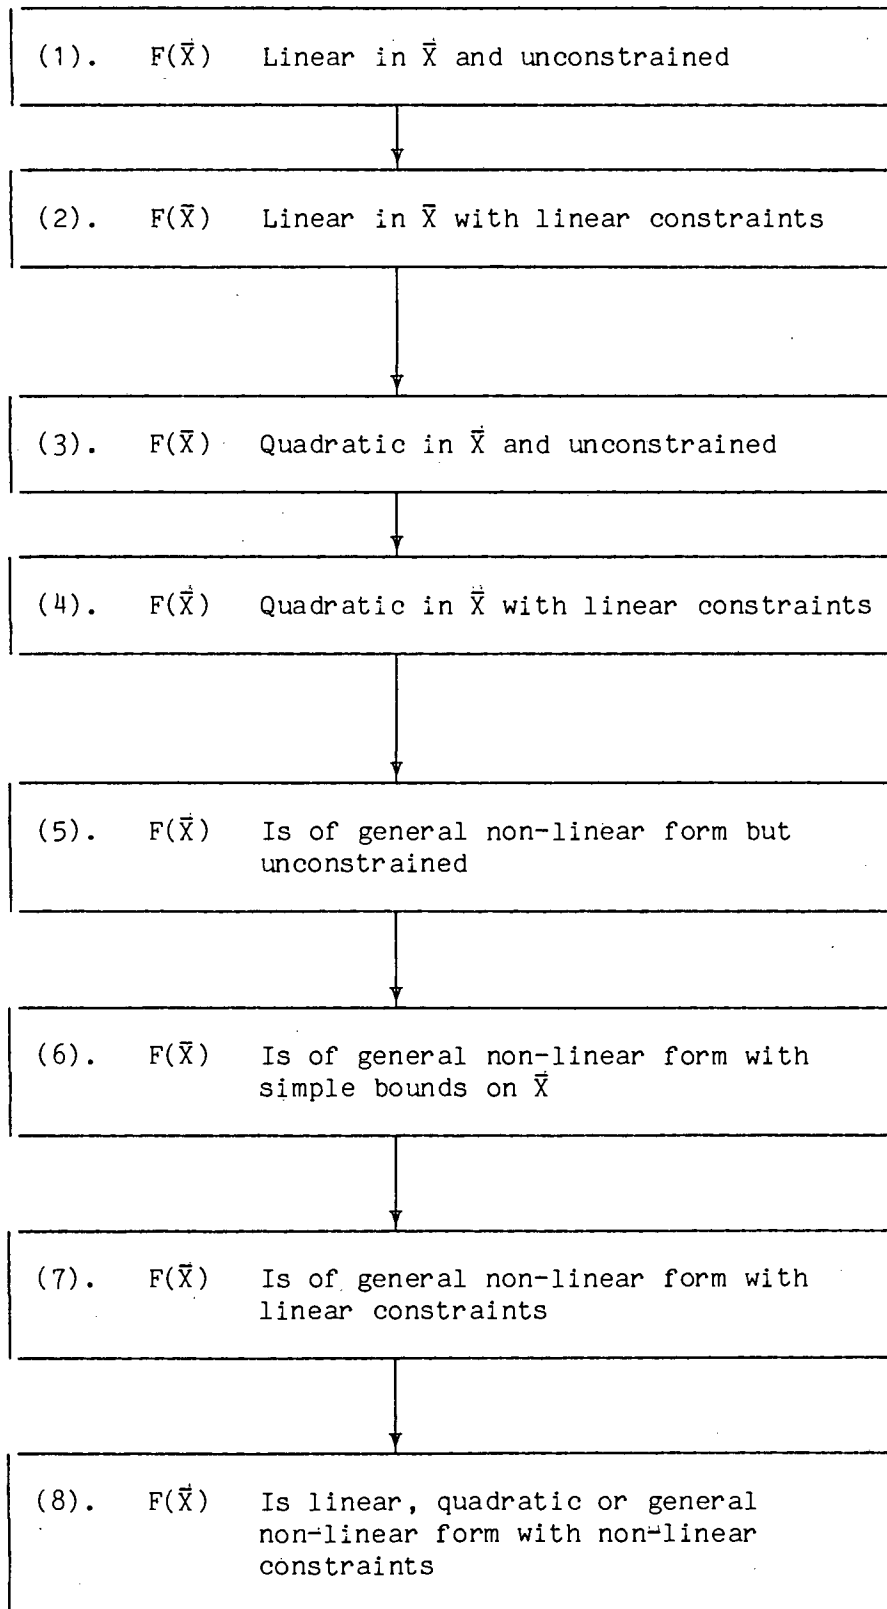 (1). F(X̄) Linear in X̄ and unconstrained
(2). F(X̄) Linear in X̄ with linear constraints
(3). F(X̄) Quadratic in X̄ and unconstrained
(4). F(X̄) Quadratic in X̄ with linear constraints
(5). F(X̄) Is of general non-linear form but
unconstrained
(6). F(X̄) Is of general non-linear form with
simple bounds on X̄
(7). F(X̄) Is of general non-linear form with
linear constraints
(8). F(X̄) Is linear, quadratic or general
non-linear form with non-linear
constraints